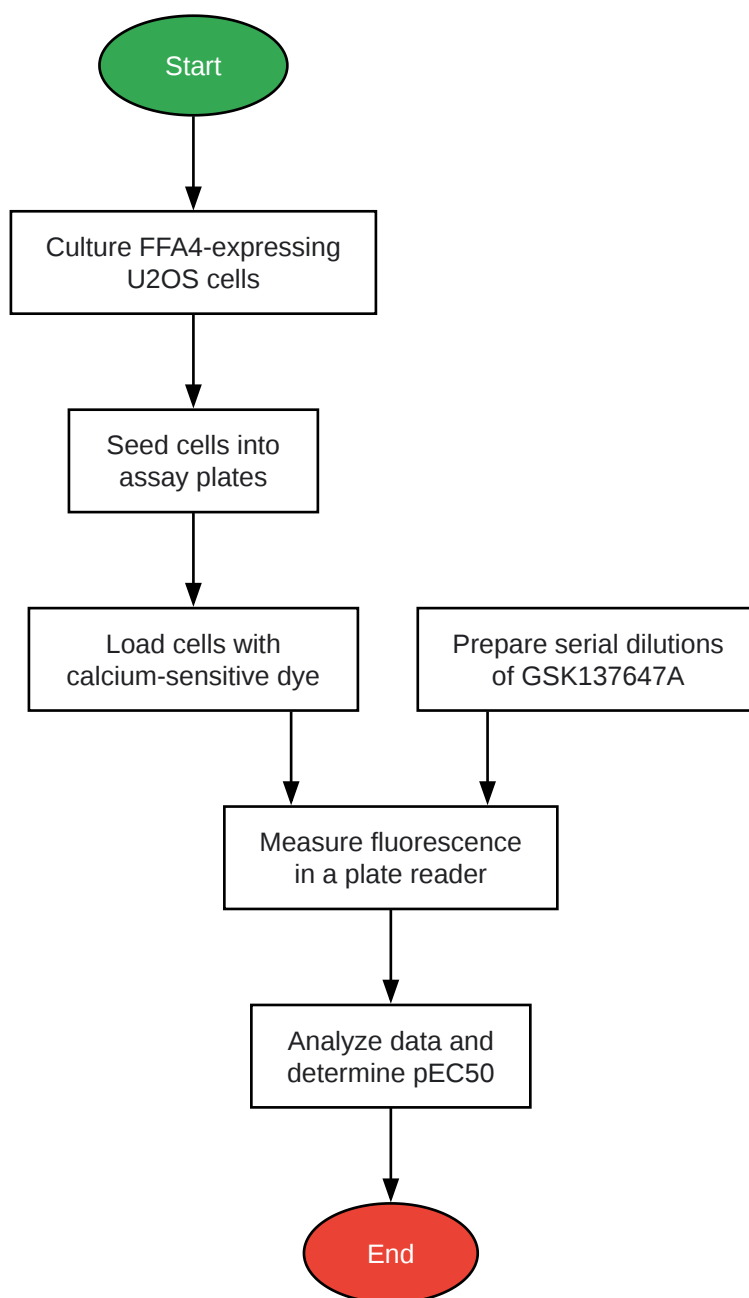 Start
Culture FFA4-expressing
U2OS cells
Seed cells into
assay plates
Load cells with
calcium-sensitive dye
Prepare serial dilutions
of GSK137647A
Measure fluorescence
in a plate reader
Analyze data and
determine pEC50
End